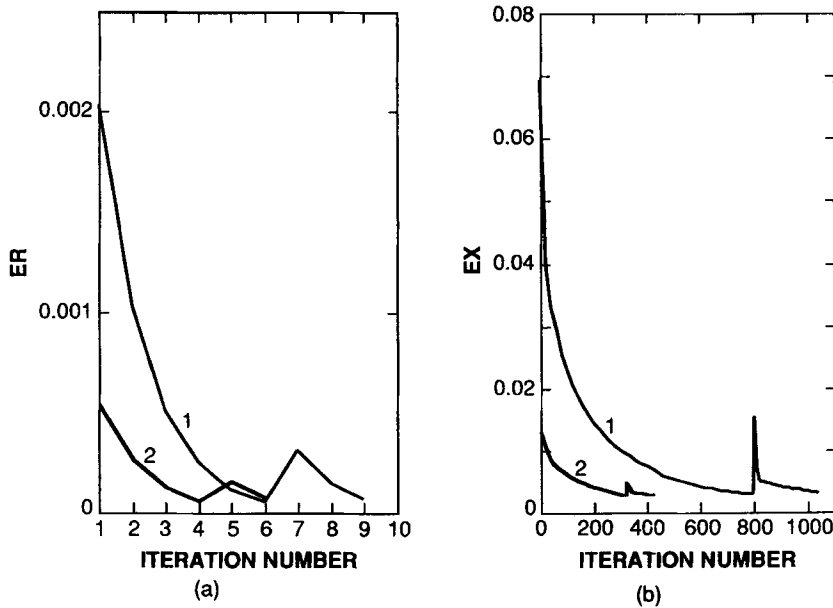 ER
0.002
0.001
0
1
2
1 2 3 4 5 6 7 8 9 10
ITERATION NUMBER
(a)
EX
0.08
0.06
0.04
0.02
0
1
2
0 200 400 600 800 1000
ITERATION NUMBER
(b)